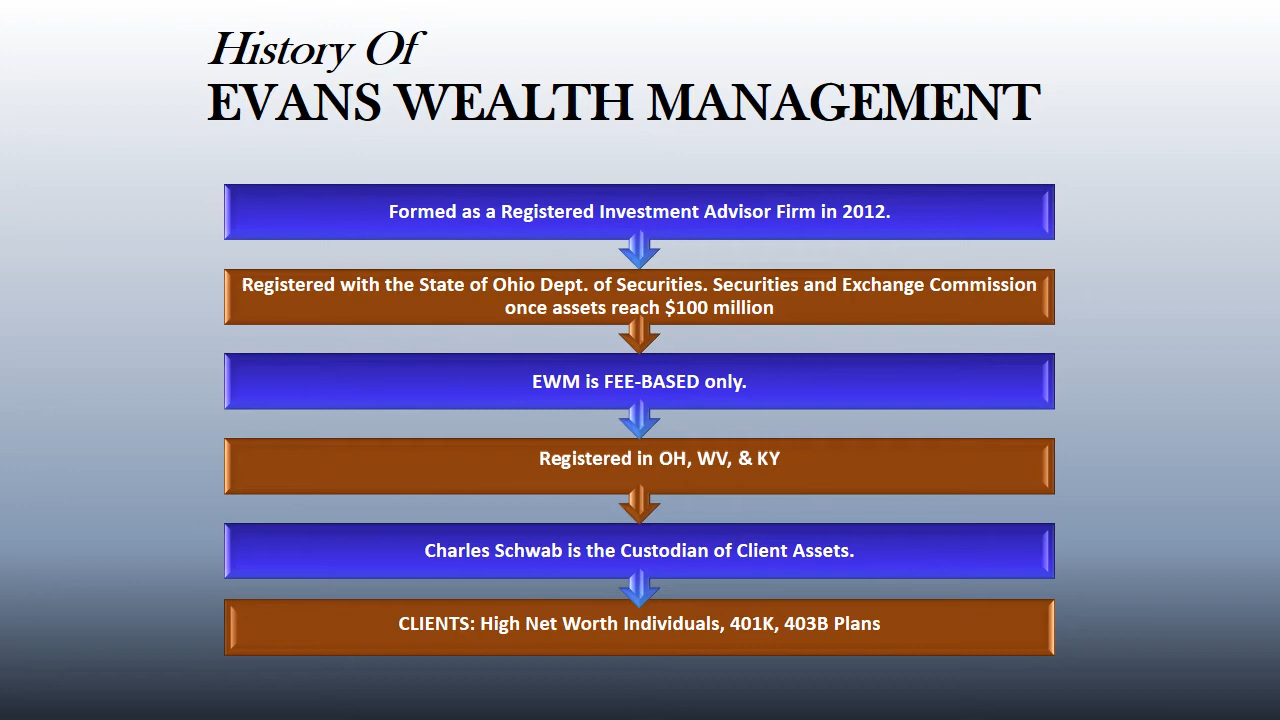 History Of
EVANS WEALTH MANAGEMENT
Formed as a Registered Investment Advisor Firm in 2012.
Registered with the State of Ohio Dept. of Securities. Securities and Exchange Commission
once assets reach $100 million
EWM is FEE-BASED only.
Registered in OH, WV, & KY
Charles Schwab is the Custodian of Client Assets.
CLIENTS: High Net Worth Individuals, 401K, 403B Plans